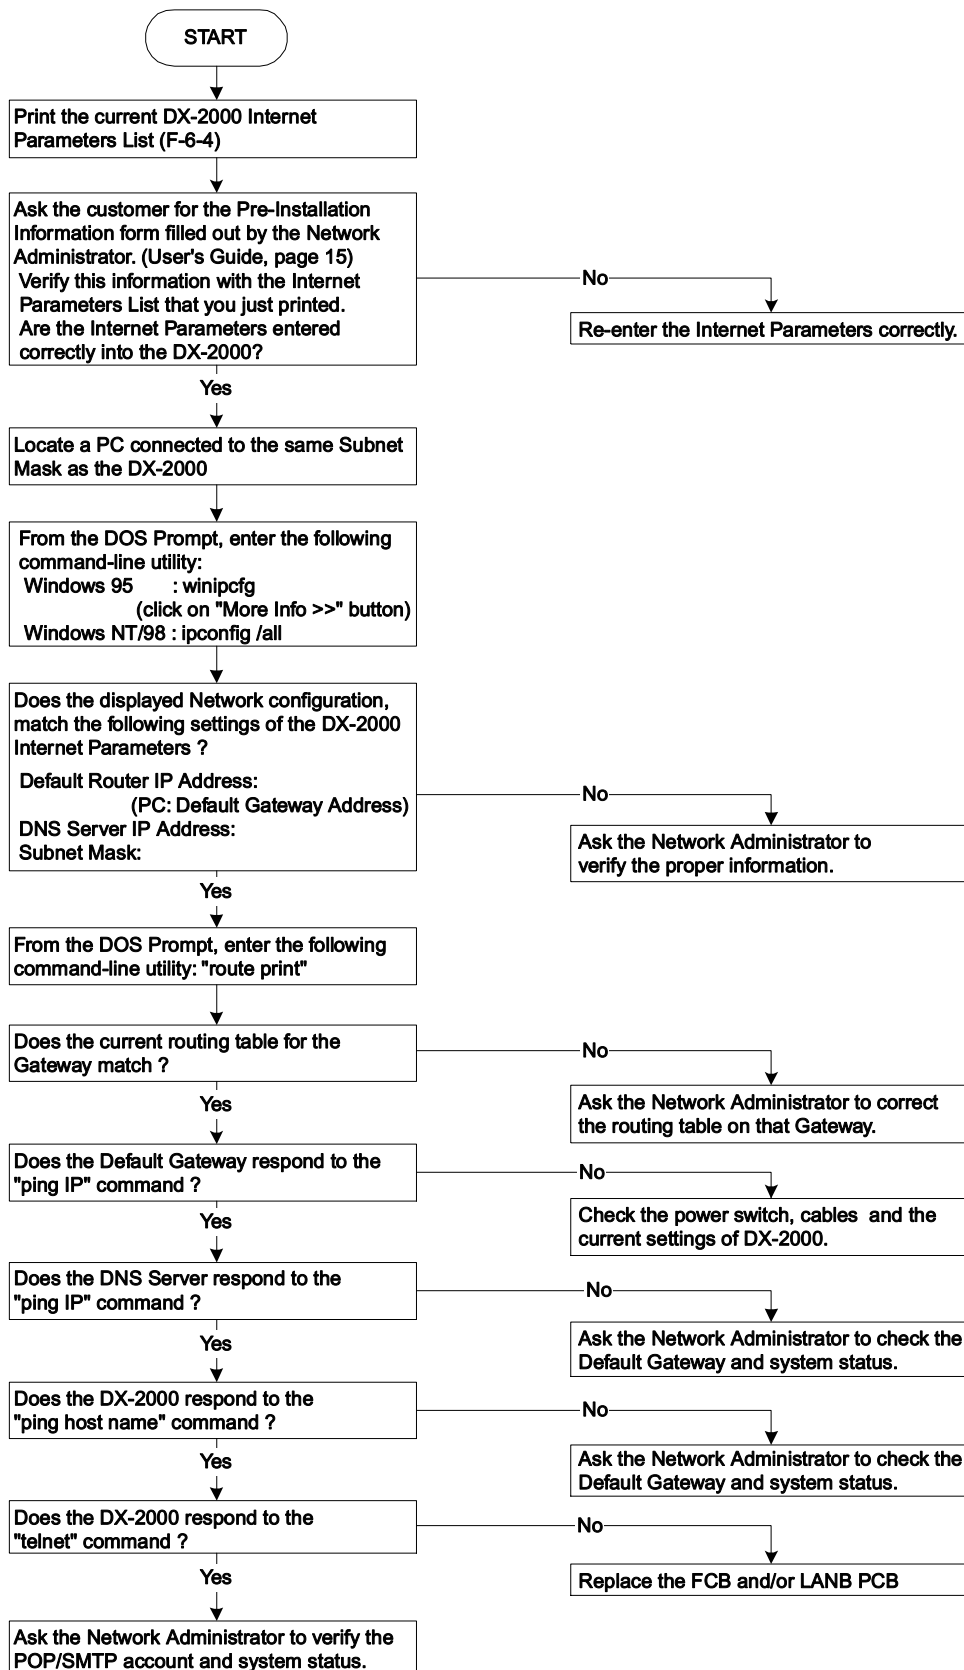 START
Print the current DX-2000 Internet
Parameters List (F-6-4)
Ask the customer for the Pre-Installation
Information form filled out by the Network
Administrator. (User's Guide, page 15)
Verify this information with the Internet
Parameters List that you just printed.
Are the Internet Parameters entered
correctly into the DX-2000?
No
Re-enter the Internet Parameters correctly.
Yes
Locate a PC connected to the same Subnet
Mask as the DX-2000
From the DOS Prompt, enter the following
command-line utility:
Windows 95 : winipcfg
(click on "More Info >>" button)
Windows NT/98 : ipconfig /all
Does the displayed Network configuration,
match the following settings of the DX-2000
Internet Parameters ?
Default Router IP Address:
(PC: Default Gateway Address)
DNS Server IP Address:
Subnet Mask:
No
Ask the Network Administrator to
verify the proper information.
Yes
From the DOS Prompt, enter the following
command-line utility: "route print"
Does the current routing table for the
Gateway match ?
No
Ask the Network Administrator to correct
the routing table on that Gateway.
Yes
Does the Default Gateway respond to the
"ping IP" command ?
No
Check the power switch, cables and the
current settings of DX-2000.
Yes
Does the DNS Server respond to the
"ping IP" command ?
No
Ask the Network Administrator to check the
Default Gateway and system status.
Yes
Does the DX-2000 respond to the
"ping host name" command ?
No
Ask the Network Administrator to check the
Default Gateway and system status.
Yes
Does the DX-2000 respond to the
"telnet" command ?
No
Replace the FCB and/or LANB PCB
Yes
Ask the Network Administrator to verify the
POP/SMTP account and system status.